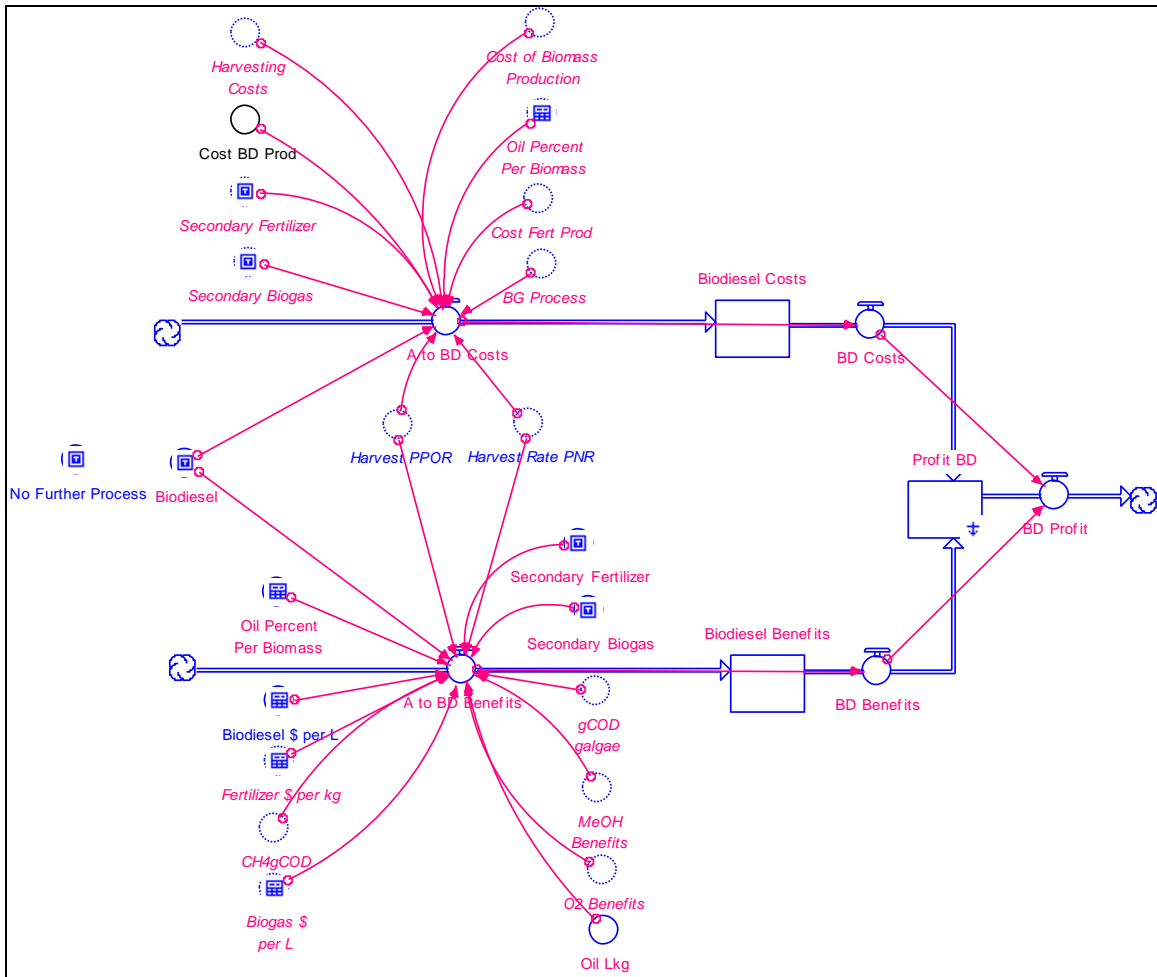 Harvesting
Costs
Cost of Biomass
Production
Cost BD Prod
Oil Percent
Per Biomass
Secondary Fertilizer
Cost Fert Prod
Secondary Biogas
BG Process
Biodiesel Costs
A to BD Costs
BD Costs
Harvest PPOR
Harvest Rate PNR
Profit BD
No Further Process
Biodiesel
BD Profit
Secondary Fertilizer
Oil Percent
Per Biomass
Secondary Biogas
Biodiesel Benefits
A to BD Benefits
BD Benefits
Biodiesel $ per L
gCOD
galgae
Fertilizer $ per kg
MeOH
Benefits
CH4gCOD
O2 Benefits
Biogas $
per L
Oil Lkg